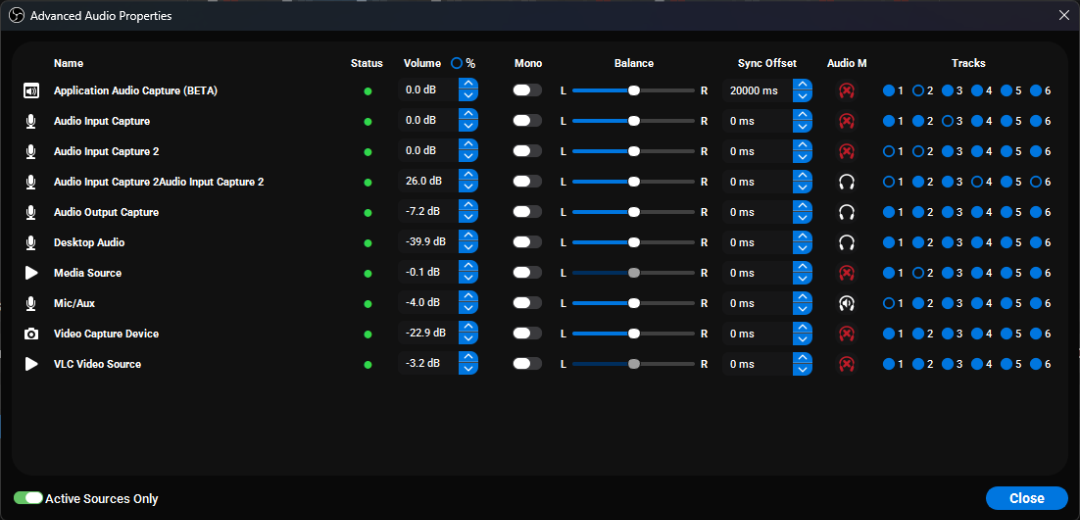 Advanced Audio Properties
Name Status Volume % Mono Balance Sync Offset Audio M Tracks
Application Audio Capture (BETA) 0.0 dB L R 20000 ms 1 2 3 4 5 6
Audio Input Capture 0.0 dB L R 0 ms 1 2 3 4 5 6
Audio Input Capture 2 0.0 dB L R 0 ms 1 2 3 4 5 6
Audio Input Capture 2Audio Input Capture 2 26.0 dB L R 0 ms 1 2 3 4 5 6
Audio Output Capture -7.2 dB L R 0 ms 1 2 3 4 5 6
Desktop Audio -39.9 dB L R 0 ms 1 2 3 4 5 6
Media Source -0.1 dB L R 0 ms 1 2 3 4 5 6
Mic/Aux -4.0 dB L R 0 ms 1 2 3 4 5 6
Video Capture Device -22.9 dB L R 0 ms 1 2 3 4 5 6
VLC Video Source -3.2 dB L R 0 ms 1 2 3 4 5 6
Active Sources Only Close